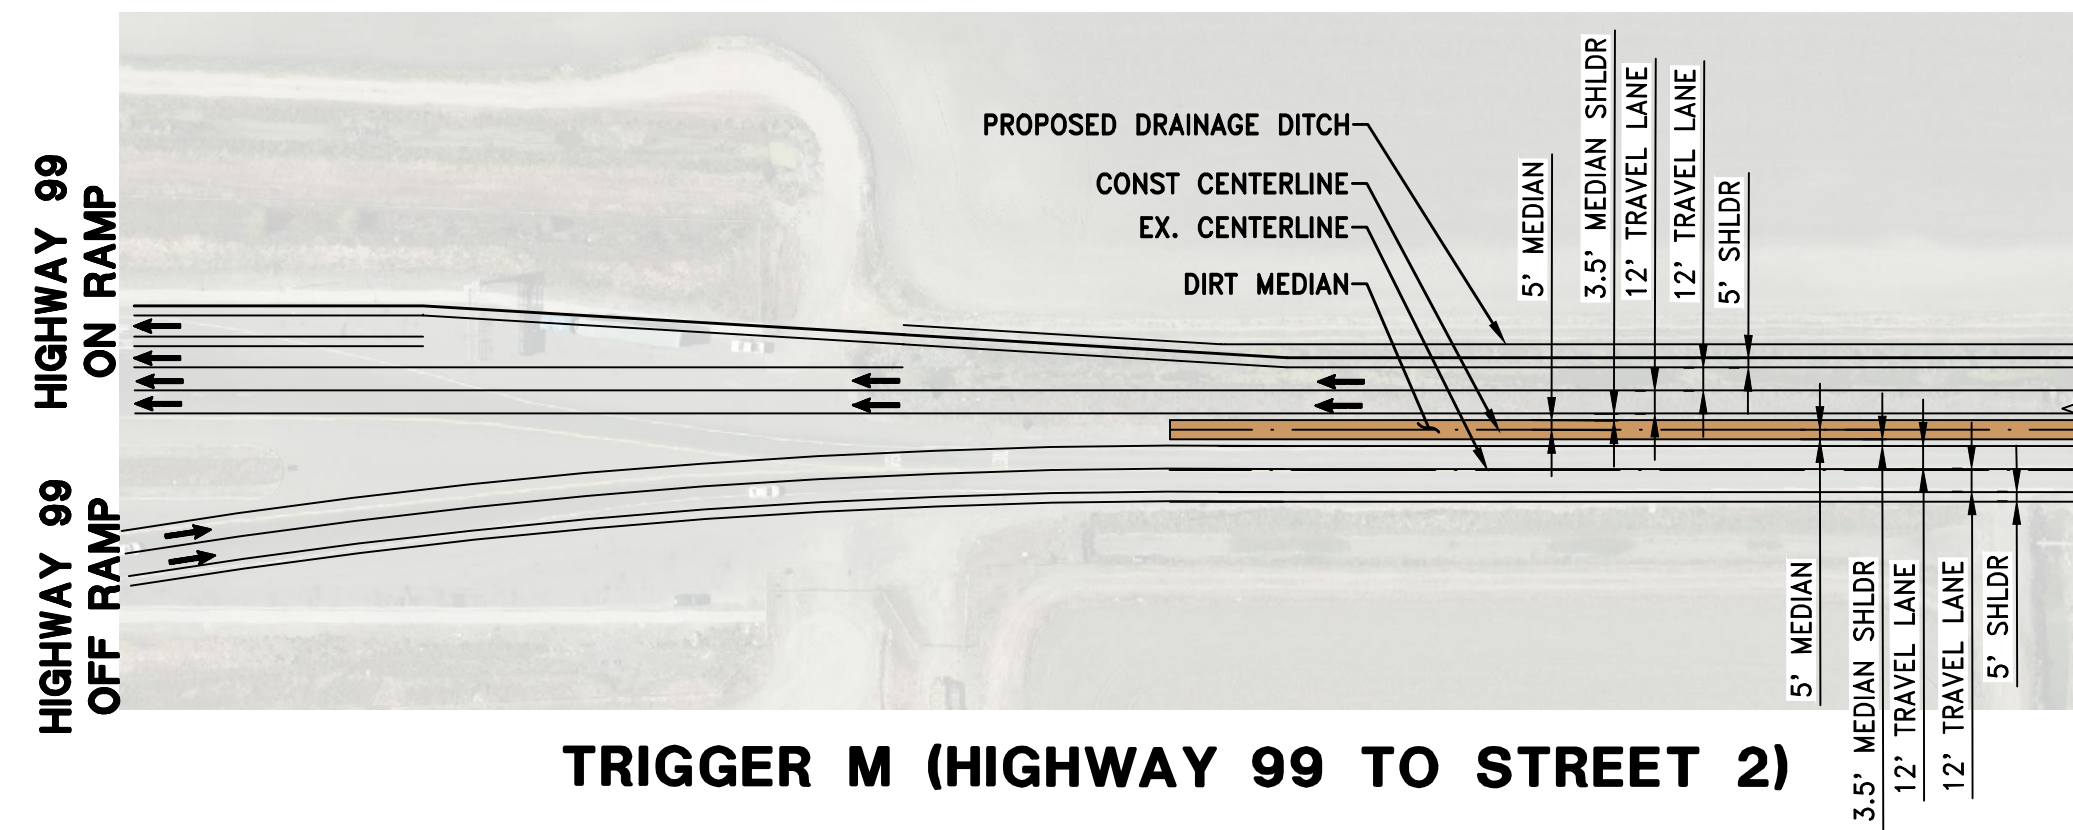 HIGHWAY 99
ON RAMP
HIGHWAY 99
OFF RAMP
PROPOSED DRAINAGE DITCH
CONST CENTERLINE
EX. CENTERLINE
DIRT MEDIAN
5' MEDIAN
3.5' MEDIAN SHLDR
12' TRAVEL LANE
12' TRAVEL LANE
5' SHLDR
5' MEDIAN
3.5' MEDIAN SHLDR
12' TRAVEL LANE
12' TRAVEL LANE
5' SHLDR
TRIGGER M (HIGHWAY 99 TO STREET 2)